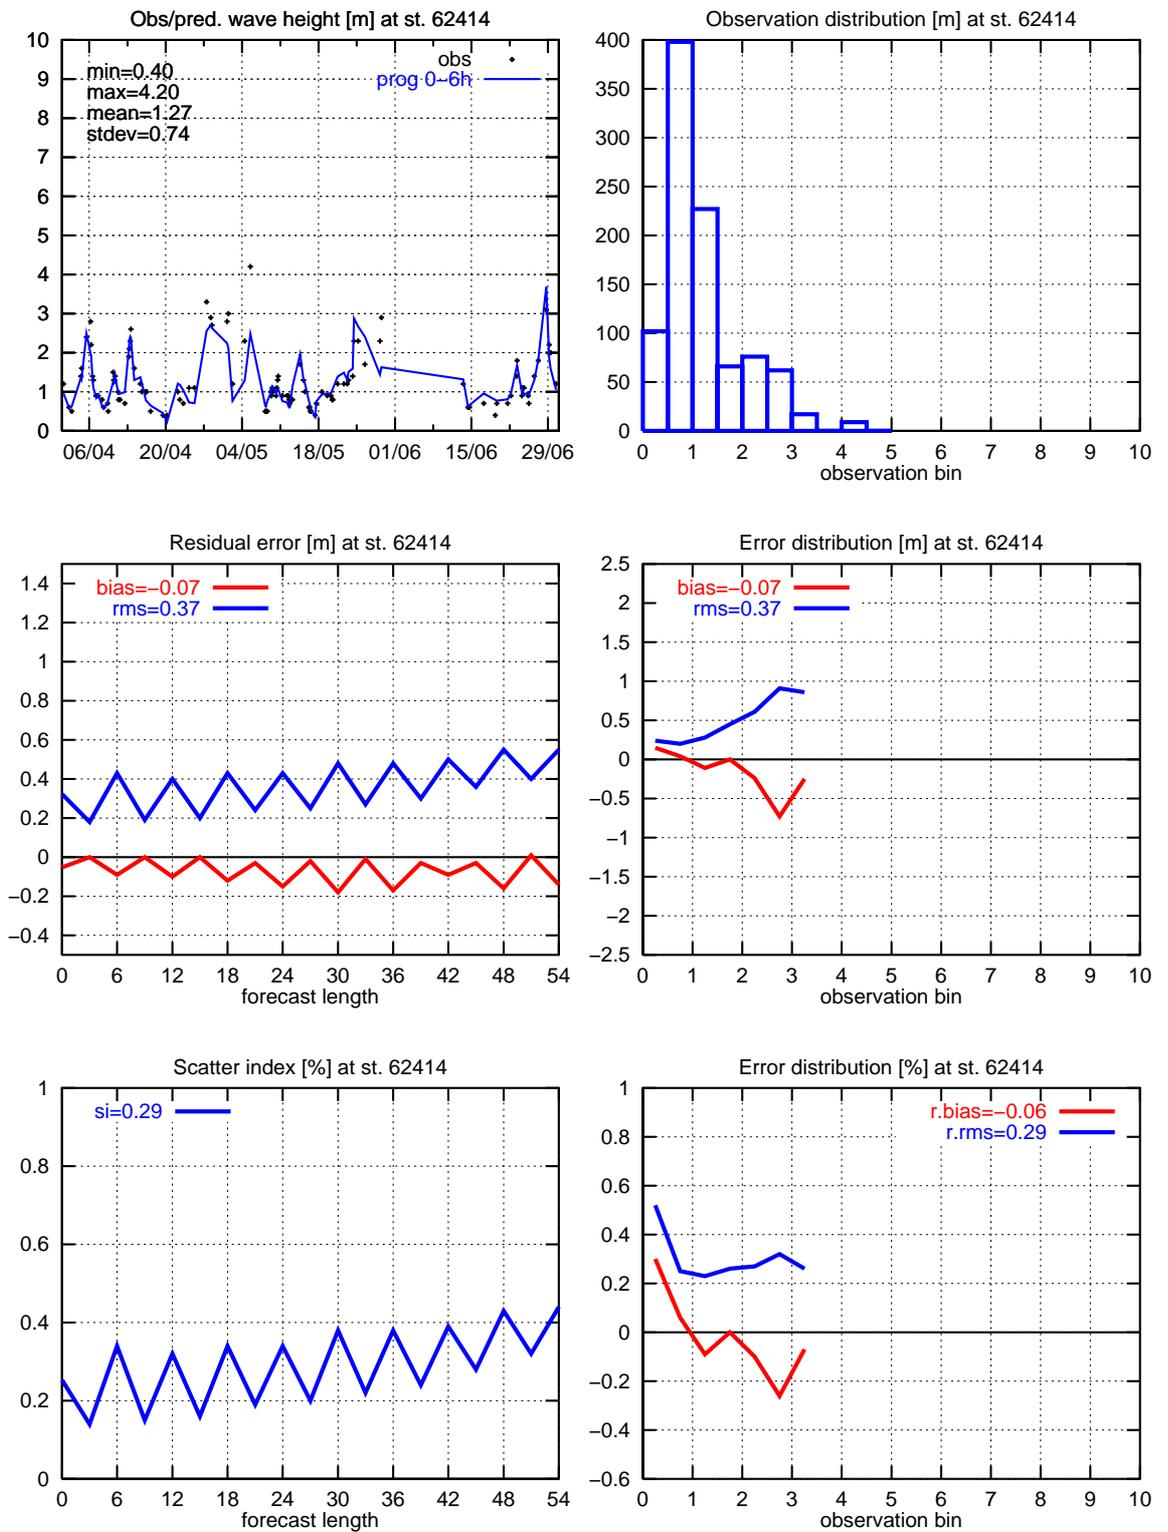 Obs/pred. wave height [m] at st. 62414
10
9
8
7
6
5
4
3
2
1
0
min=0.40
max=4.20
mean=1.27
stdev=0.74
obs
prog 0−6h
06/04 20/04 04/05 18/05 01/06 15/06 29/06
Observation distribution [m] at st. 62414
400
350
300
250
200
150
100
50
0
0 1 2 3 4 5 6 7 8 9 10
observation bin
Residual error [m] at st. 62414
1.4
1.2
1
0.8
0.6
0.4
0.2
0
−0.2
−0.4
bias=−0.07
rms=0.37
0 6 12 18 24 30 36 42 48 54
forecast length
Error distribution [m] at st. 62414
2.5
2
1.5
1
0.5
0
−0.5
−1
−1.5
−2
−2.5
bias=−0.07
rms=0.37
0 1 2 3 4 5 6 7 8 9 10
observation bin
Scatter index [%] at st. 62414
1
0.8
0.6
0.4
0.2
0
si=0.29
0 6 12 18 24 30 36 42 48 54
forecast length
Error distribution [%] at st. 62414
1
0.8
0.6
0.4
0.2
0
−0.2
−0.4
−0.6
r.bias=−0.06
r.rms=0.29
0 1 2 3 4 5 6 7 8 9 10
observation bin